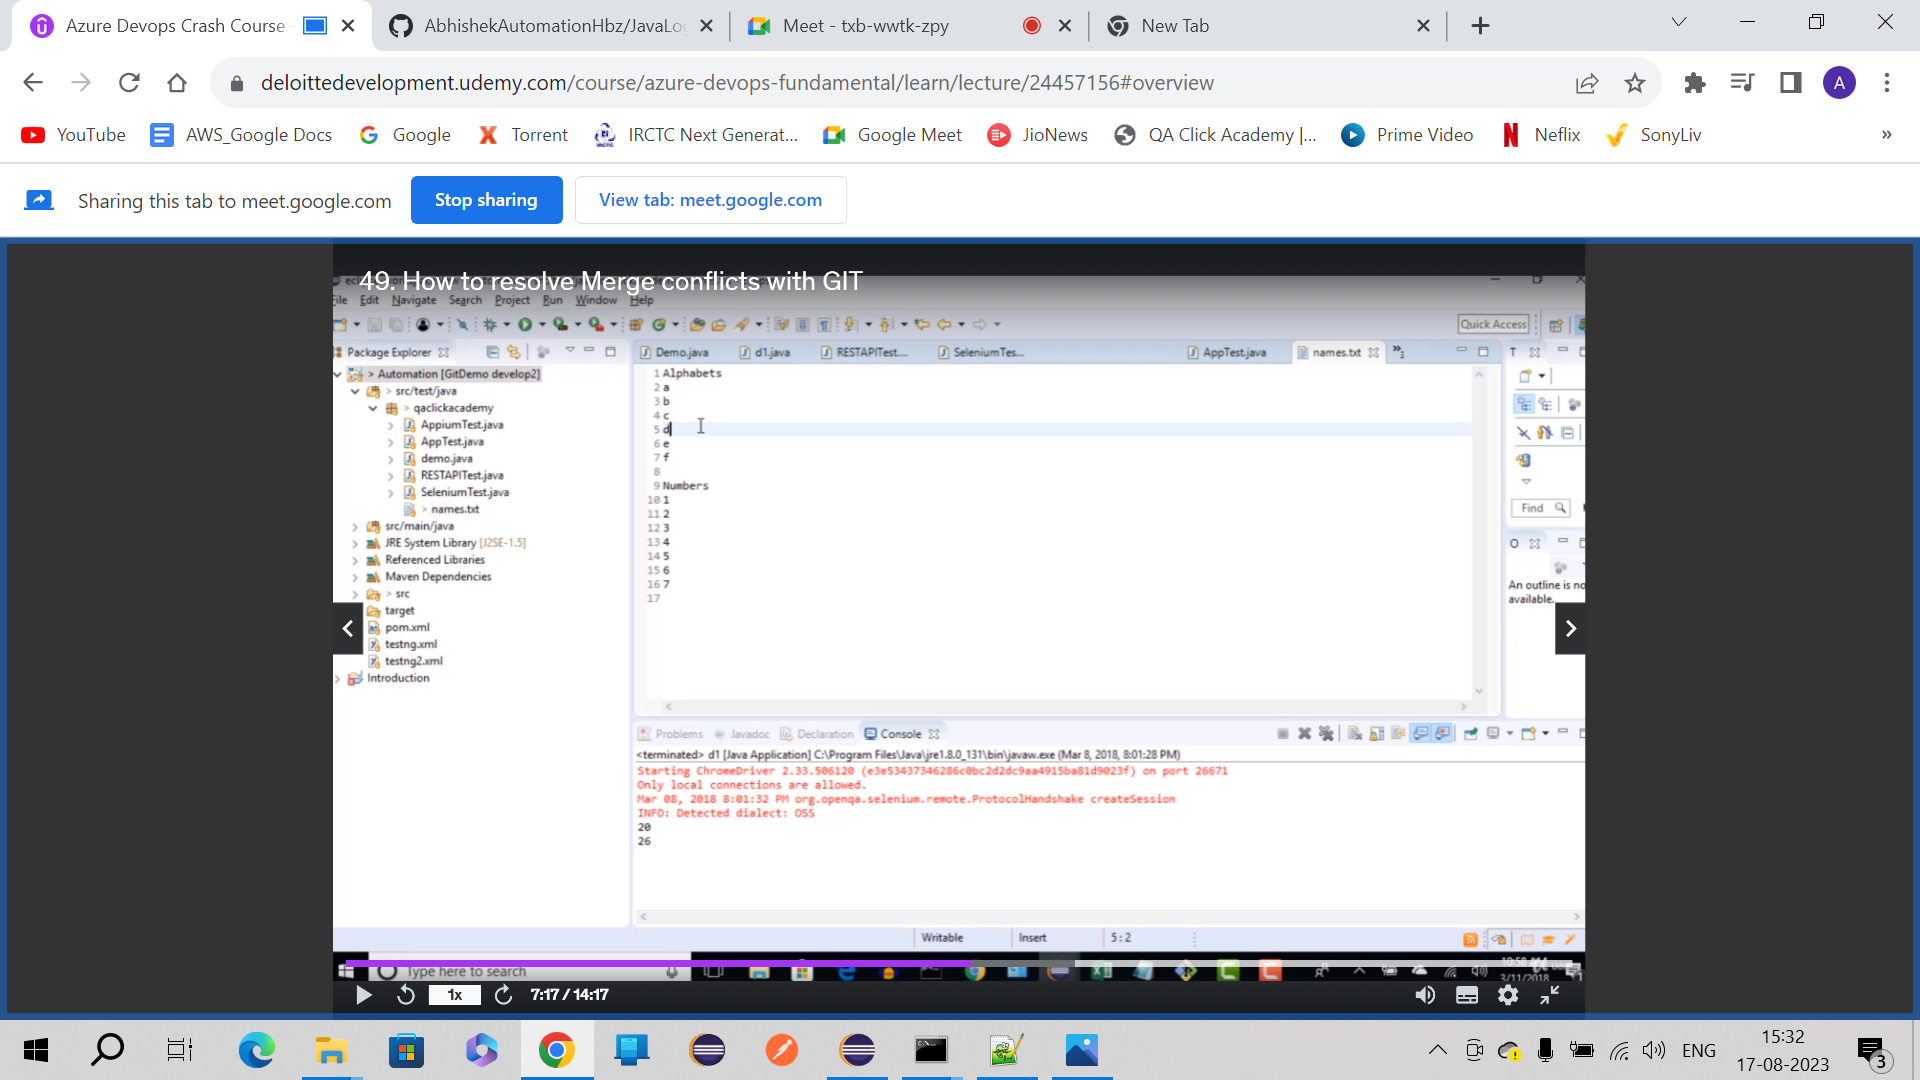 Azure Devops Crash Course
AbhishekAutomationHbz/JavaLog
Meet - txb-wwtk-zpy
New Tab
deloittedevelopment.udemy.com/course/azure-devops-fundamental/learn/lecture/24457156#overview
A
YouTube
AWS_Google Docs
Google
Torrent
IRCTC Next Generat...
Google Meet
JioNews
QA Click Academy |...
Prime Video
Neflix
SonyLiv
»
Sharing this tab to meet.google.com
Stop sharing
View tab: meet.google.com
49. How to resolve Merge conflicts with GIT
File Edit Navigate Search Project Run Window Help
Quick Access
Package Explorer
> Automation [GitDemo develop2]
> src/test/java
> qaclickacademy
AppiumTest.java
AppTest.java
demo.java
RESTAPITest.java
SeleniumTest.java
> names.txt
src/main/java
JRE System Library [J2SE-1.5]
Referenced Libraries
Maven Dependencies
> src
target
pom.xml
testng.xml
testng2.xml
Introduction
Demo.java
d1.java
RESTAPITest....
SeleniumTes...
AppTest.java
names.txt
»3
1 Alphabets
2 a
3 b
4 c
5 d
6 e
7 f
8
9 Numbers
10 1
11 2
12 3
13 4
14 5
15 6
16 7
17
T
Find
O
An outline is no
available.
Problems
Javadoc
Declaration
Console
<terminated> d1 [Java Application] C:\Program Files\Java\jre1.8.0_131\bin\javaw.exe (Mar 8, 2018, 8:01:28 PM)
Starting ChromeDriver 2.33.506120 (e3e53437346286c0bc2d2dc9aa4915ba81d9023f) on port 26671
Only local connections are allowed.
Mar 08, 2018 8:01:32 PM org.openqa.selenium.remote.ProtocolHandshake createSession
INFO: Detected dialect: OSS
20
26
Writable
Insert
5 : 2
Type here to search
3/11/2018
1x
7:17 / 14:17
ENG
15:32
17-08-2023
3